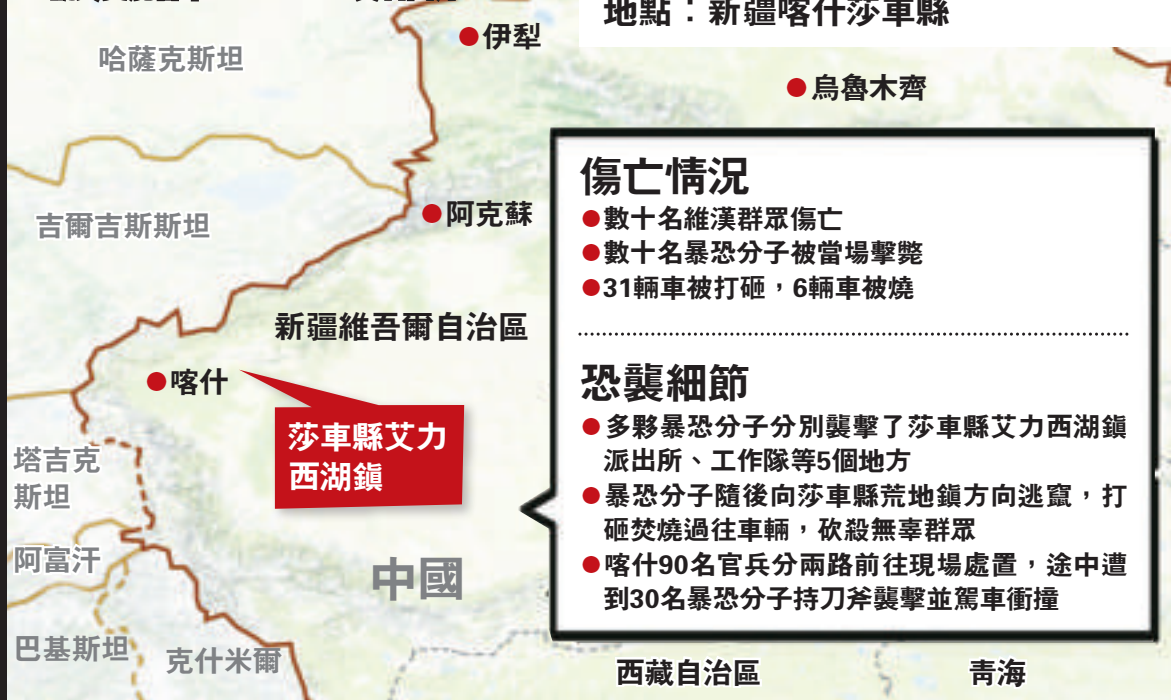 地點：新疆喀什莎車縣
伊犁
哈薩克斯坦
烏魯木齊
吉爾吉斯斯坦
阿克蘇
新疆維吾爾自治區
喀什
莎車縣艾力
西湖鎮
塔吉克
斯坦
阿富汗
中國
巴基斯坦
克什米爾
西藏自治區
青海
傷亡情況
●數十名維漢群眾傷亡
●數十名暴恐分子被當場擊斃
●31輛車被打砸，6輛車被燒
恐襲細節
●多夥暴恐分子分別襲擊了莎車縣艾力西湖鎮
派出所、工作隊等5個地方
●暴恐分子隨後向莎車縣荒地鎮方向逃竄，打
砸焚燒過往車輛，砍殺無辜群眾
●喀什90名官兵分兩路前往現場處置，途中遭
到30名暴恐分子持刀斧襲擊並駕車衝撞